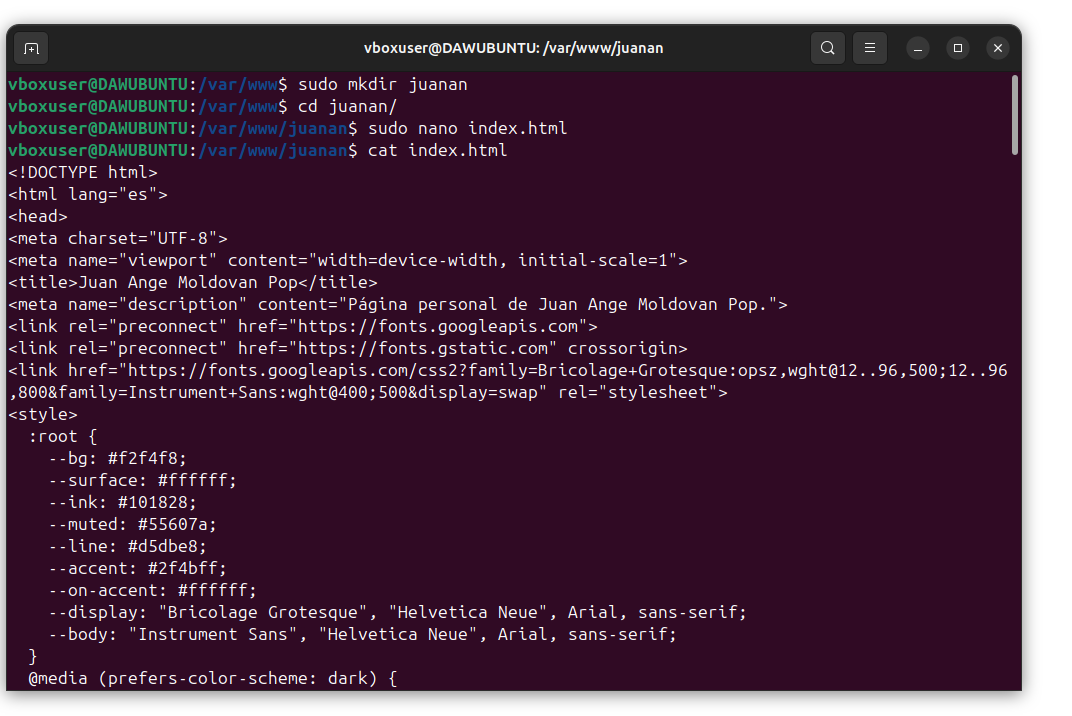 vboxuser@DAWUBUNTU: /var/www/juanan
vboxuser@DAWUBUNTU:/var/www$ sudo mkdir juanan
vboxuser@DAWUBUNTU:/var/www$ cd juanan/
vboxuser@DAWUBUNTU:/var/www/juanan$ sudo nano index.html
vboxuser@DAWUBUNTU:/var/www/juanan$ cat index.html
<!DOCTYPE html>
<html lang="es">
<head>
<meta charset="UTF-8">
<meta name="viewport" content="width=device-width, initial-scale=1">
<title>Juan Ange Moldovan Pop</title>
<meta name="description" content="Página personal de Juan Ange Moldovan Pop.">
<link rel="preconnect" href="https://fonts.googleapis.com">
<link rel="preconnect" href="https://fonts.gstatic.com" crossorigin>
<link href="https://fonts.googleapis.com/css2?family=Bricolage+Grotesque:opsz,wght@12..96,500;12..96
,800&family=Instrument+Sans:wght@400;500&display=swap" rel="stylesheet">
<style>
  :root {
    --bg: #f2f4f8;
    --surface: #ffffff;
    --ink: #101828;
    --muted: #55607a;
    --line: #d5dbe8;
    --accent: #2f4bff;
    --on-accent: #ffffff;
    --display: "Bricolage Grotesque", "Helvetica Neue", Arial, sans-serif;
    --body: "Instrument Sans", "Helvetica Neue", Arial, sans-serif;
  }
  @media (prefers-color-scheme: dark) {